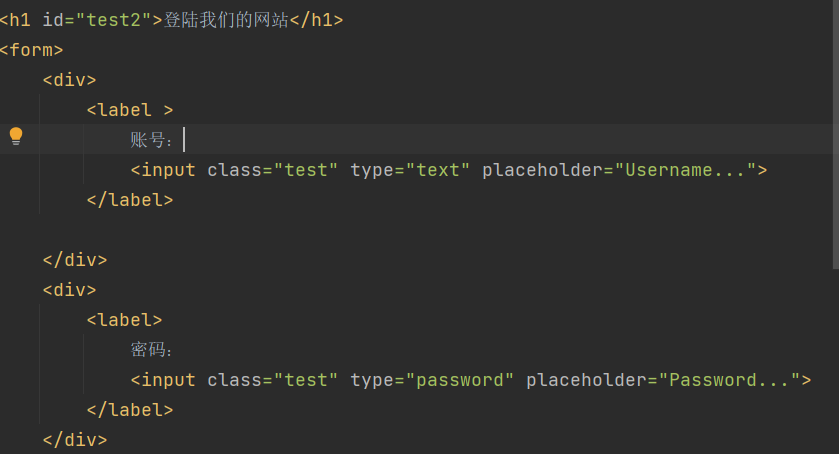 <h1 id="test2">登陆我们的网站</h1>
<form>
<div>
<label >
账号：
<input class="test" type="text" placeholder="Username...">
</label>
</div>
<div>
<label>
密码：
<input class="test" type="password" placeholder="Password...">
</label>
</div>